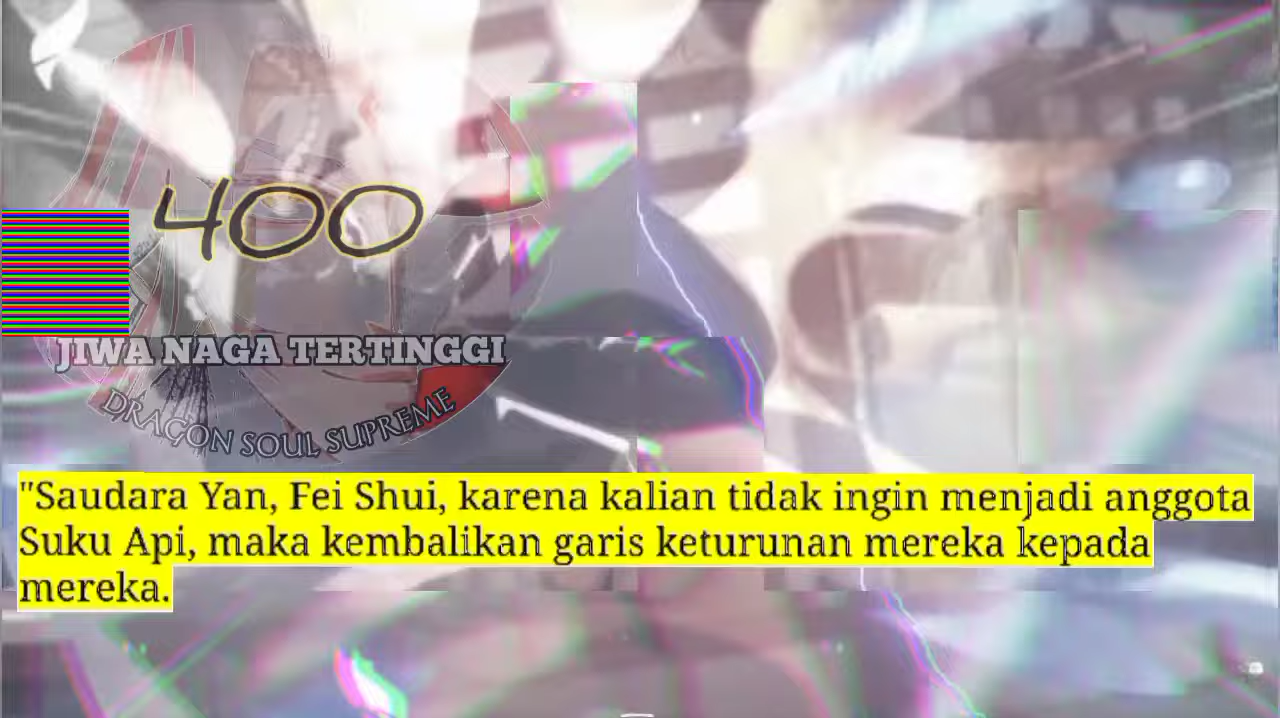 400
JIWA NAGA TERTINGGI
DRAGON SOUL SUPREME
"Saudara Yan, Fei Shui, karena kalian tidak ingin menjadi anggota
Suku Api, maka kembalikan garis keturunan mereka kepada
mereka.